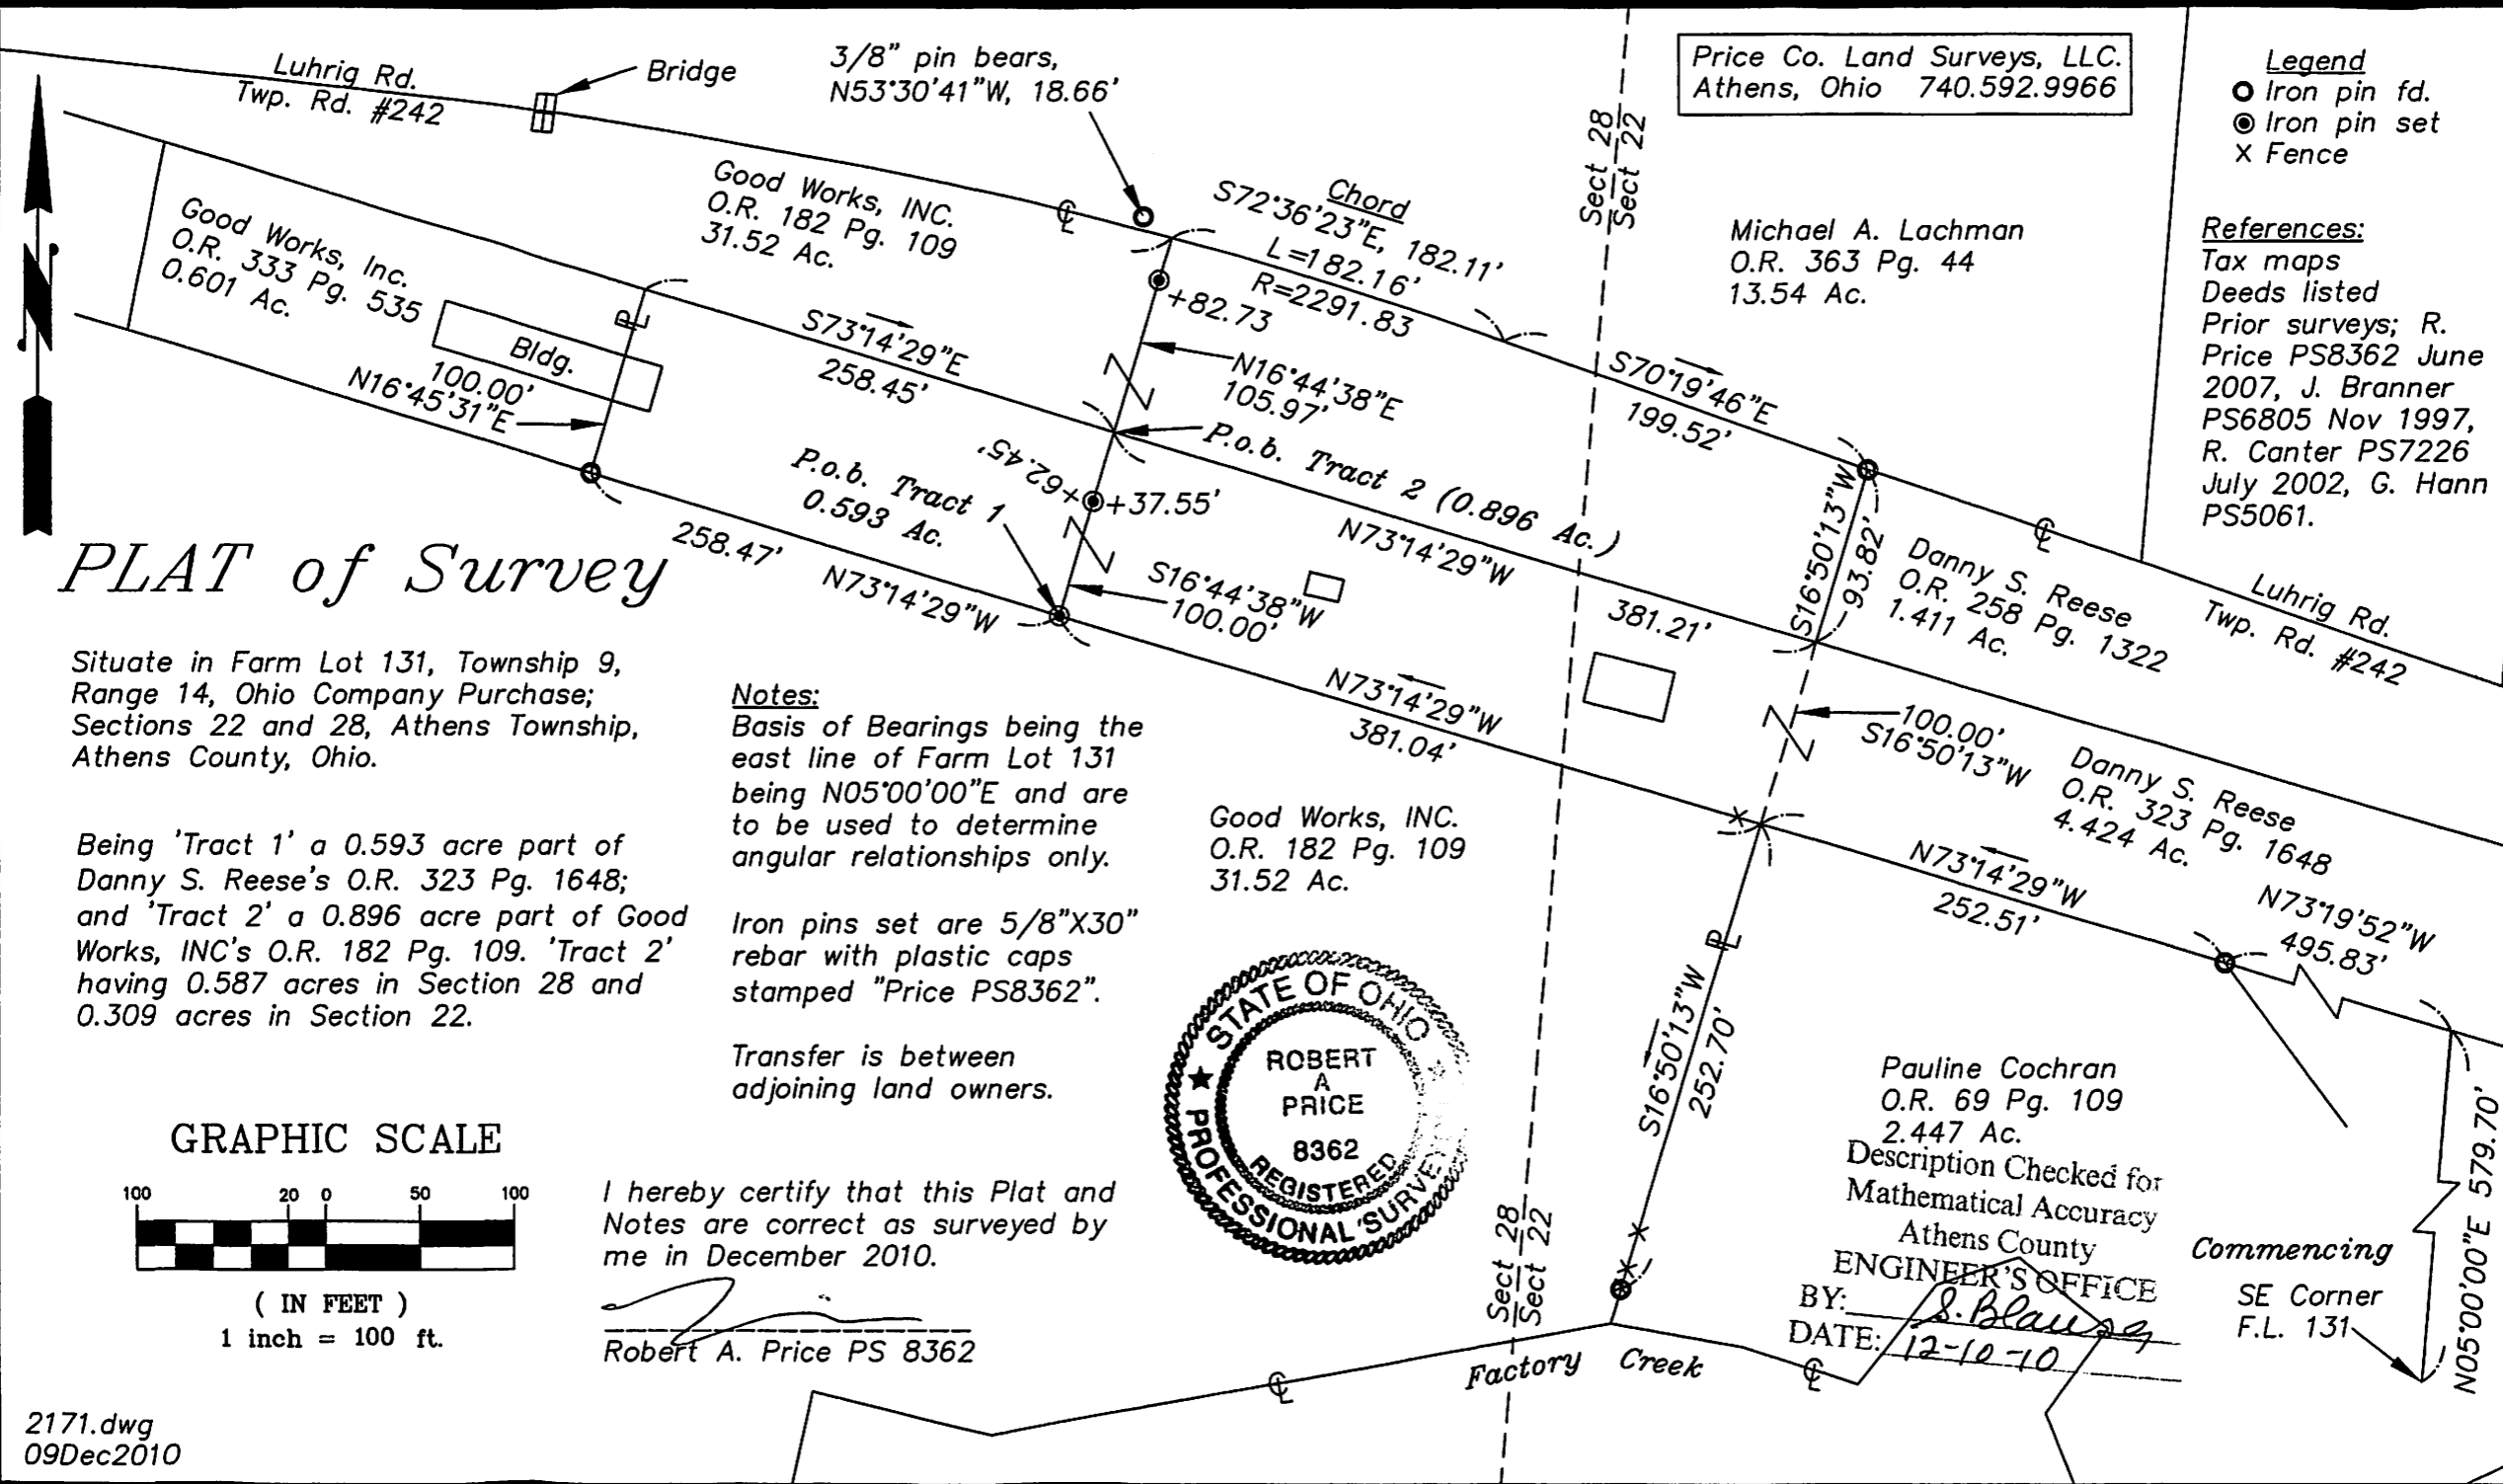 Luhrig Rd.
Twp. Rd. #242
Bridge
3/8" pin bears,
N53°30'41"W, 18.66'
Price Co. Land Surveys, LLC.
Athens, Ohio 740.592.9966
Legend
Iron pin fd.
Iron pin set
X Fence
References:
Tax maps
Deeds listed
Prior surveys; R.
Price PS8362 June
2007, J. Branner
PS6805 Nov 1997,
R. Canter PS7226
July 2002, G. Hann
PS5061.
Sect 28
Sect 22
Michael A. Lachman
O.R. 363 Pg. 44
13.54 Ac.
Good Works, Inc.
O.R. 333 Pg. 535
0.601 Ac.
Good Works, INC.
O.R. 182 Pg. 109
31.52 Ac.
℄
Chord
S72°36'23"E, 182.11'
L=182.16'
R=2291.83
+82.73
N16°44'38"E
105.97'
S70°19'46"E
199.52'
℄
Bldg.
100.00'
N16°45'31"E
S73°14'29"E
258.45'
P.o.b. Tract 2 (0.896 Ac.)
N73°14'29"W
381.21'
+62.45'
+37.55'
P.o.b. Tract 1
0.593 Ac.
258.47'
N73°14'29"W
S16°44'38"W
100.00'
S16°50'13"W
93.82'
Danny S. Reese
O.R. 258 Pg. 1322
1.411 Ac.
Luhrig Rd.
Twp. Rd. #242
N73°14'29"W
381.04'
100.00'
S16°50'13"W
Danny S. Reese
O.R. 323 Pg. 1648
4.424 Ac.
N73°14'29"W
252.51'
N73°19'52"W
495.83'
PLAT of Survey
Situate in Farm Lot 131, Township 9,
Range 14, Ohio Company Purchase;
Sections 22 and 28, Athens Township,
Athens County, Ohio.
Being 'Tract 1' a 0.593 acre part of
Danny S. Reese's O.R. 323 Pg. 1648;
and 'Tract 2' a 0.896 acre part of Good
Works, INC's O.R. 182 Pg. 109. 'Tract 2'
having 0.587 acres in Section 28 and
0.309 acres in Section 22.
Notes:
Basis of Bearings being the
east line of Farm Lot 131
being N05°00'00"E and are
to be used to determine
angular relationships only.
Iron pins set are 5/8"X30"
rebar with plastic caps
stamped "Price PS8362".
Transfer is between
adjoining land owners.
Good Works, INC.
O.R. 182 Pg. 109
31.52 Ac.
STATE OF OHIO
ROBERT
A
PRICE
8362
REGISTERED
PROFESSIONAL SURVEYOR
S16°50'13"W
252.70'
Pauline Cochran
O.R. 69 Pg. 109
2.447 Ac.
Description Checked for
Mathematical Accuracy
Athens County
ENGINEER'S OFFICE
BY:
DATE: 12-10-10
N05°00'00"E 579.70'
Commencing
SE Corner
F.L. 131
Sect 28
Sect 22
Factory Creek
℄
℄
GRAPHIC SCALE
100 20 0 50 100
( IN FEET )
1 inch = 100 ft.
I hereby certify that this Plat and
Notes are correct as surveyed by
me in December 2010.
Robert A. Price PS 8362
2171.dwg
09Dec2010